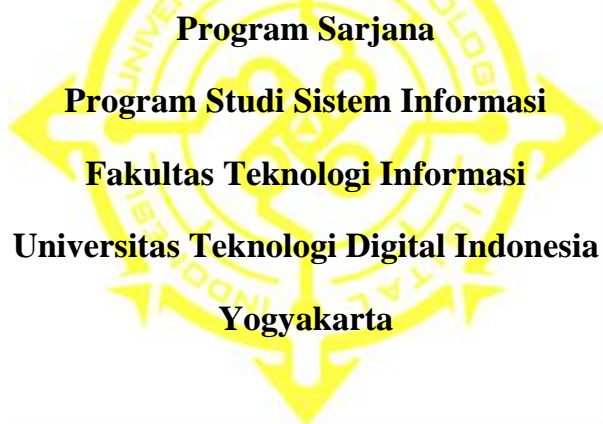 Program Sarjana
Program Studi Sistem Informasi
Fakultas Teknologi Informasi
Universitas Teknologi Digital Indonesia
Yogyakarta